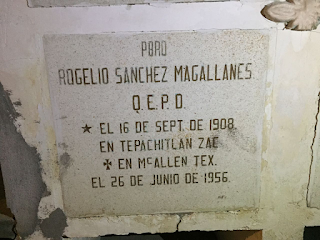 PBRO
ROGELIO SANCHEZ MAGALLANES
Q.E.P.D.
★ EL 16 DE SEPT. DE 1908.
EN TEPACHITLAN ZAC
✠ EN McALLEN TEX.
EL 26 DE JUNIO DE 1956.